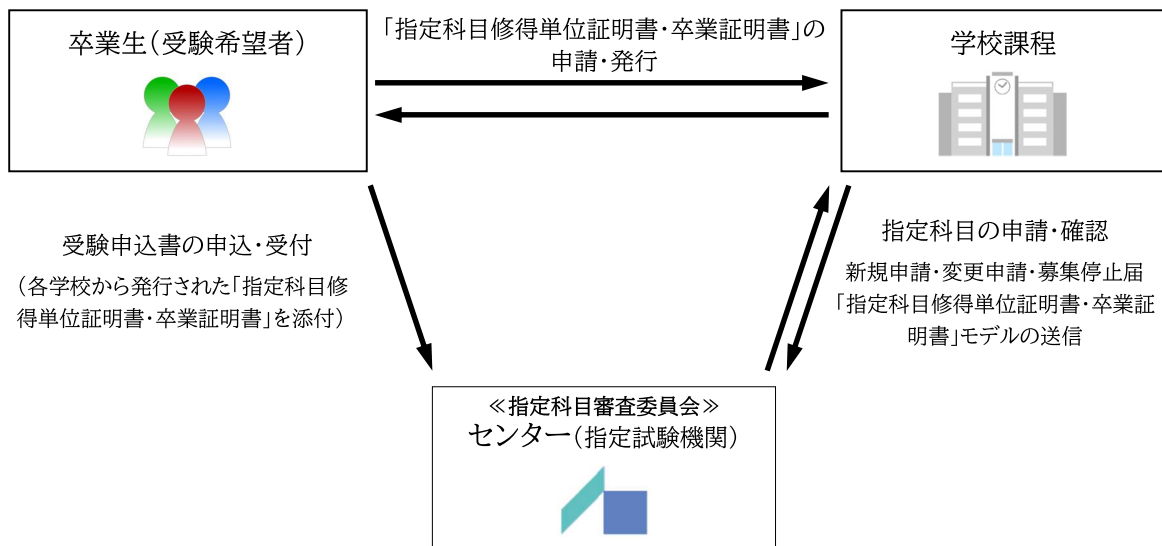 卒業生(受験希望者)
「指定科目修得単位証明書・卒業証明書」の
申請・発行
学校課程
受験申込書の申込・受付
(各学校から発行された「指定科目修
得単位証明書・卒業証明書」を添付)
指定科目の申請・確認
新規申請・変更申請・募集停止届
「指定科目修得単位証明書・卒業証
明書」モデルの送信
≪指定科目審査委員会≫
センター(指定試験機関)